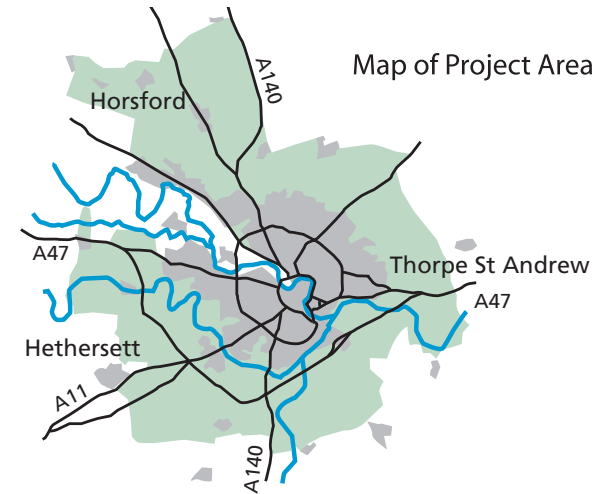 Map of Project Area
A140
Horsford
A47
Thorpe St Andrew
A47
Hethersett
A11
A140